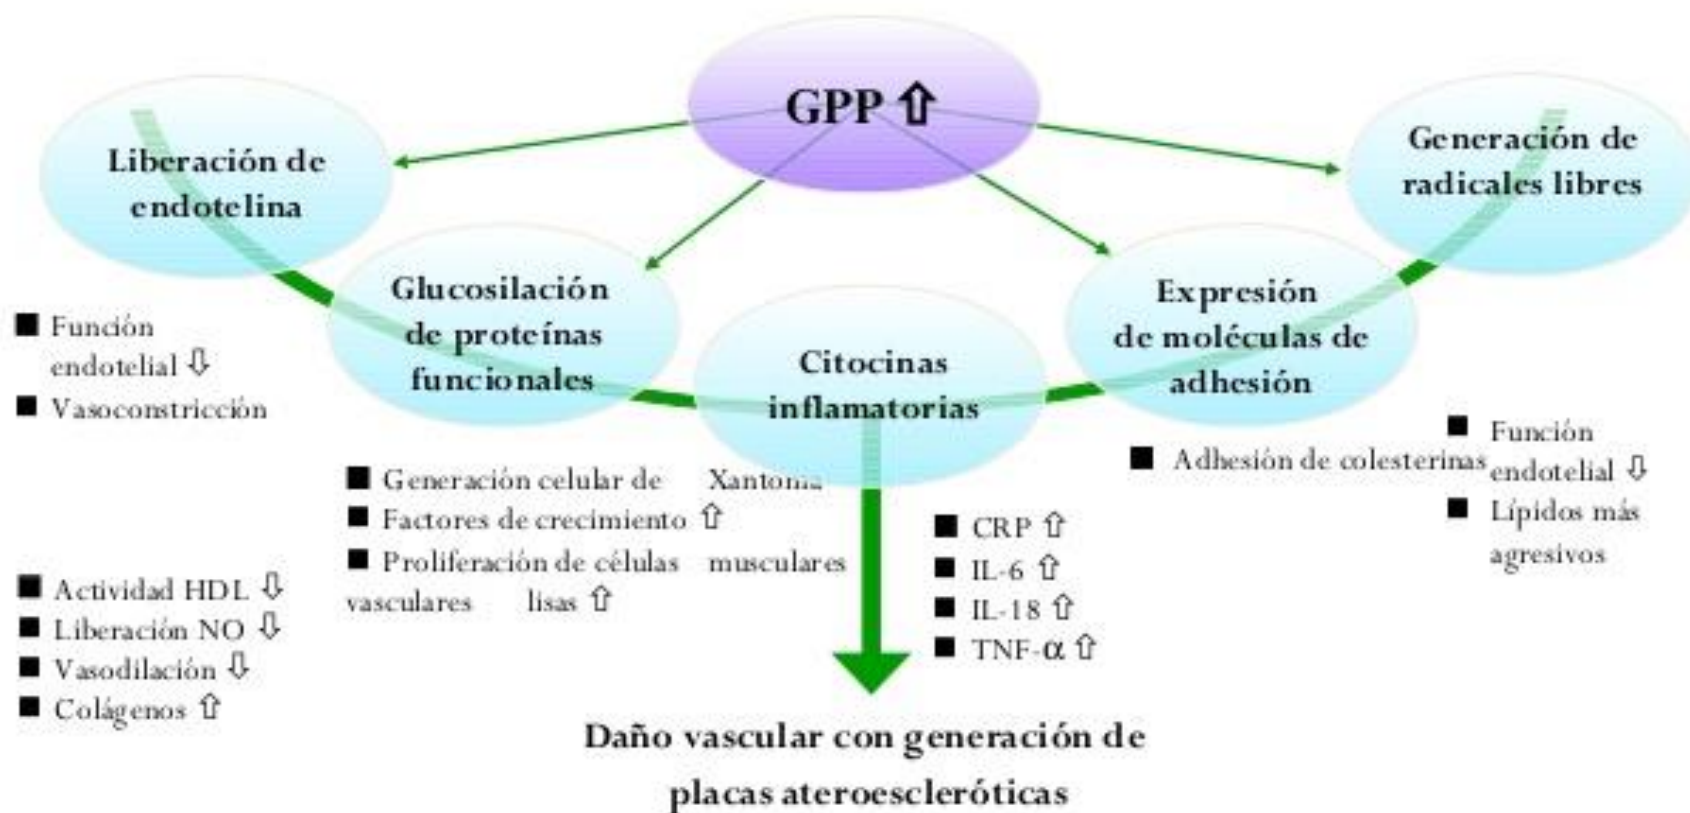 GPP ⇧
Liberación de
endotelina
Generación de
radicales libres
Glucosilación
de proteínas
funcionales
Expresión
de moléculas de
adhesión
Citocinas
inflamatorias
■ Función
endotelial ⇩
■ Vasoconstricción
■ Generación celular de Xantoma
■ Factores de crecimiento ⇧
■ Proliferación de células musculares
vasculares lisas ⇧
■ Adhesión de colesterinas
■ Función
endotelial ⇩
■ Lípidos más
agresivos
■ CRP ⇧
■ IL-6 ⇧
■ IL-18 ⇧
■ TNF-α ⇧
■ Actividad HDL ⇩
■ Liberación NO ⇩
■ Vasodilación ⇩
■ Colágenos ⇧
Daño vascular con generación de
placas ateroescleróticas